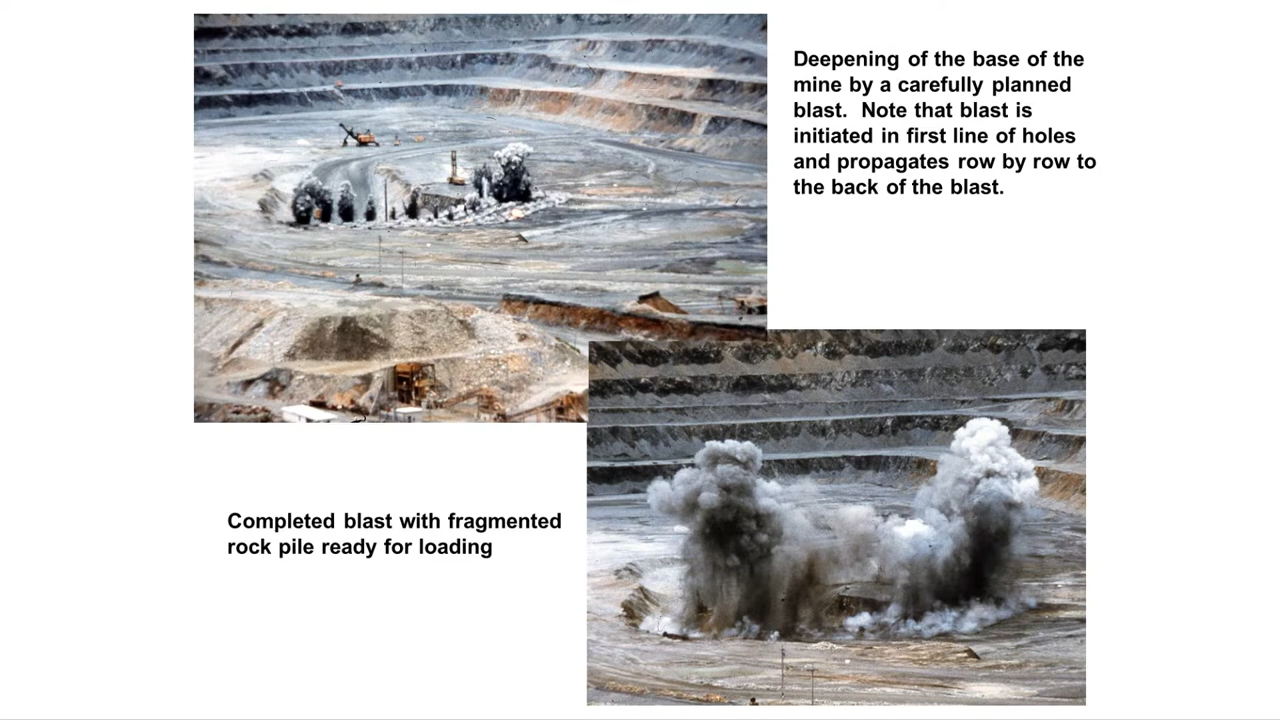 Deepening of the base of the
mine by a carefully planned
blast.  Note that blast is
initiated in first line of holes
and propagates row by row to
the back of the blast.
Completed blast with fragmented
rock pile ready for loading